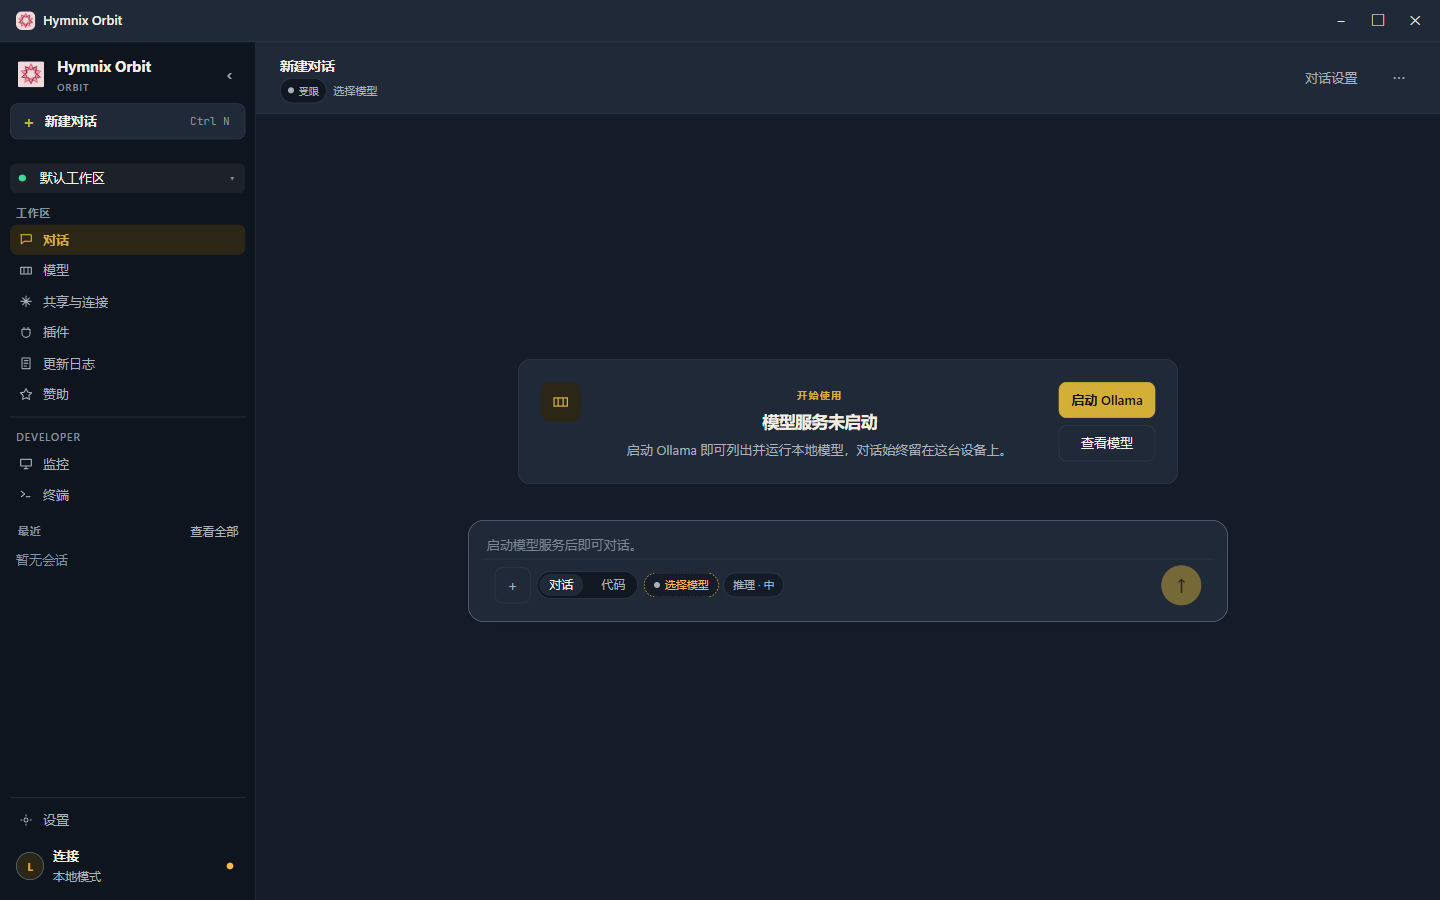 Hymnix Orbit
Hymnix Orbit
ORBIT
+ 新建对话 Ctrl N
默认工作区
工作区
对话
模型
共享与连接
插件
更新日志
赞助
DEVELOPER
监控
终端
最近 查看全部
暂无会话
设置
L
连接
本地模式
新建对话
受限 选择模型
对话设置 ···
开始使用
模型服务未启动
启动 Ollama 即可列出并运行本地模型，对话始终留在这台设备上。
启动 Ollama
查看模型
启动模型服务后即可对话。
+ 对话 代码 选择模型 推理 · 中 ↑